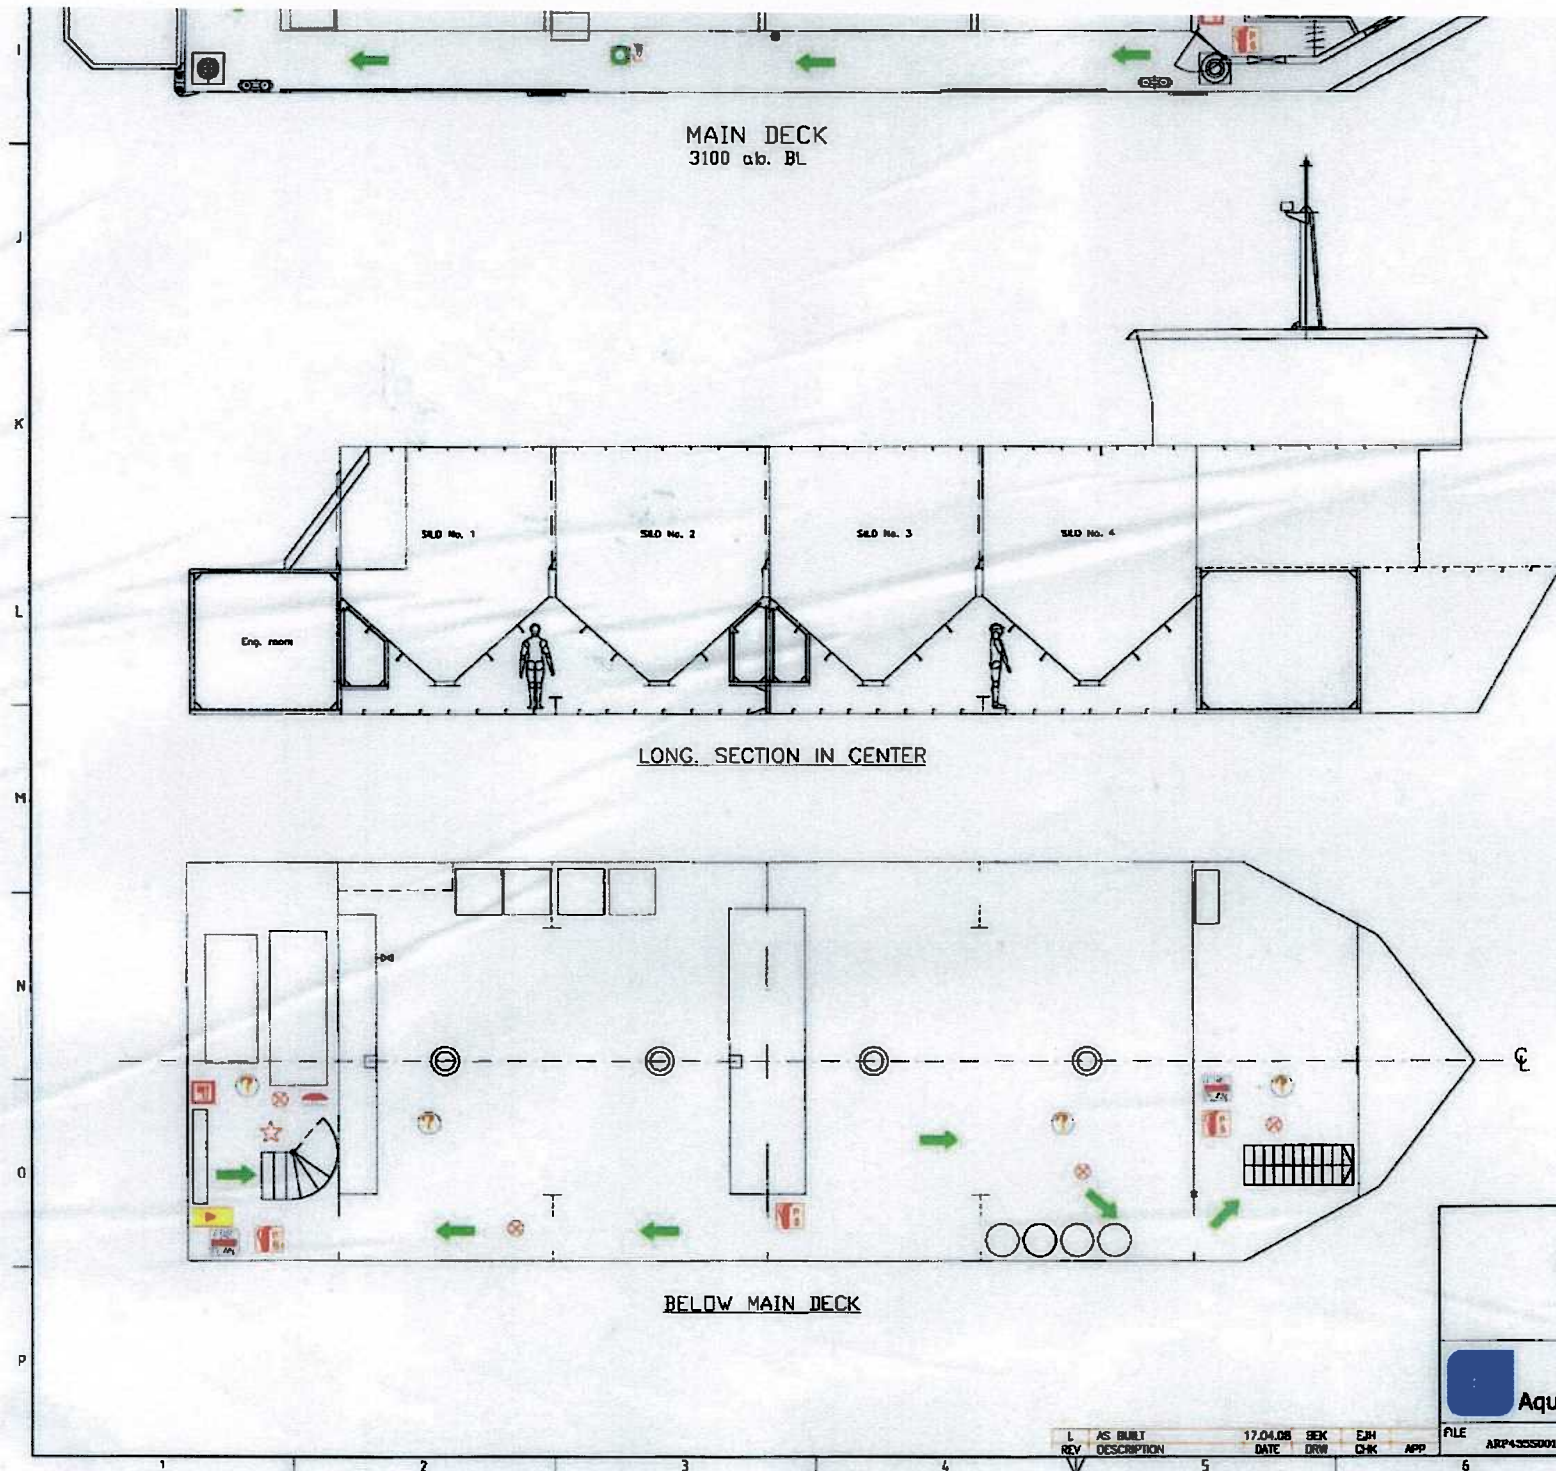 I
MAIN DECK
3100 ab. BL
J
K
SILO No. 1
SILO No. 2
SILO No. 3
SILO No. 4
L
Eng. room
LONG. SECTION IN CENTER
M
N
℄
O
BELOW MAIN DECK
P
Aqu
L AS BUILT 17.04.08 BEK EJH
REV DESCRIPTION DATE DRW CHK APP
FILE
ARP435S001
1 2 3 4 5 6